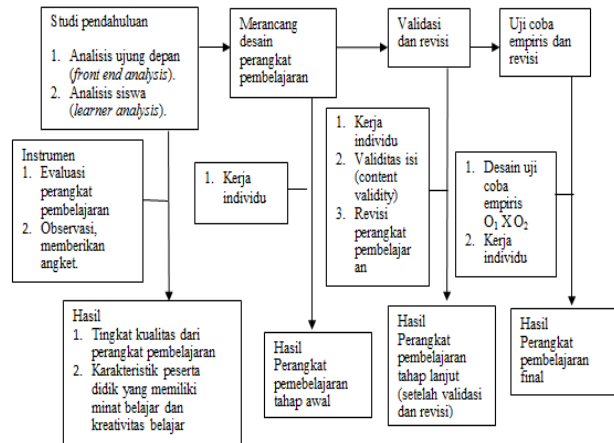 Studi pendahuluan
1. Analisis ujung depan
(front end analysis).
2. Analisis siswa
(learner analysis).
Merancang
desain
perangkat
pembelajaran
Validasi
dan revisi
Uji coba
empiris dan
revisi
Instrumen
1. Evaluasi
perangkat
pembelajaran
2. Observasi,
memberikan
angket.
1. Kerja
individu
1. Kerja
individu
2. Validitas isi
(content
validity)
3. Revisi
perangkat
pembelajar
an
1. Desain uji
coba
empiris
O₁ X O₂
2. Kerja
individu
Hasil
1. Tingkat kualitas dari
perangkat pembelajaran
2. Karakteristik peserta
didik yang memiliki
minat belajar dan
kreativitas belajar
Hasil
Perangkat
pemebelajaran
tahap awal
Hasil
Perangkat
pembelajaran
tahap lanjut
(setelah validasi
dan revisi)
Hasil
Perangkat
pembelajaran
final